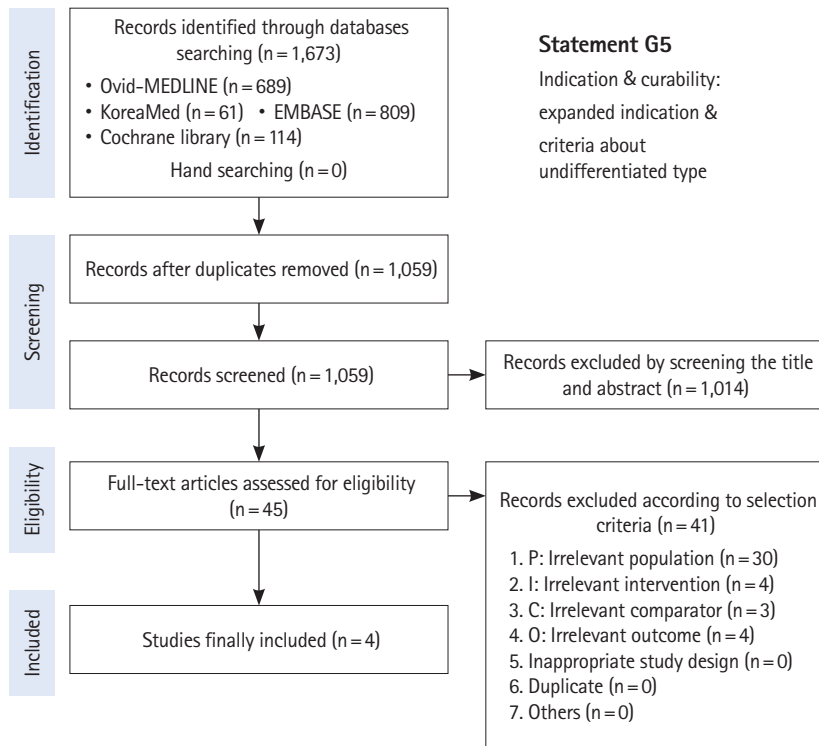 Identification
Records identified through databases
searching (n = 1,673)
• Ovid-MEDLINE (n = 689)
• KoreaMed (n = 61) • EMBASE (n = 809)
• Cochrane library (n = 114)
Hand searching (n = 0)
Statement G5
Indication & curability:
expanded indication &
criteria about
undifferentiated type
Screening
Records after duplicates removed (n = 1,059)
Records screened (n = 1,059)
Records excluded by screening the title
and abstract (n = 1,014)
Eligibility
Full-text articles assessed for eligibility
(n = 45)
Records excluded according to selection
criteria (n = 41)
1. P: Irrelevant population (n = 30)
2. I: Irrelevant intervention (n = 4)
3. C: Irrelevant comparator (n = 3)
4. O: Irrelevant outcome (n = 4)
5. Inappropriate study design (n = 0)
6. Duplicate (n = 0)
7. Others (n = 0)
Included
Studies finally included (n = 4)